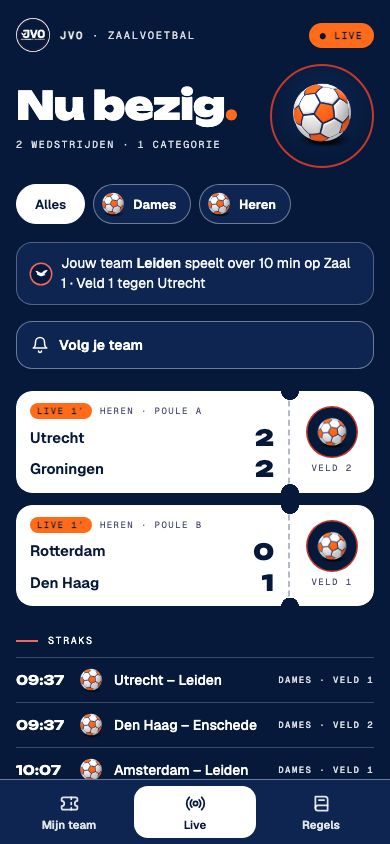 JVO
JVO · ZAALVOETBAL
● LIVE
Nu bezig.
2 WEDSTRIJDEN · 1 CATEGORIE
Alles
Dames
Heren
Jouw team Leiden speelt over 10 min op Zaal
1 · Veld 1 tegen Utrecht
Volg je team
LIVE 1′ HEREN · POULE A
Utrecht 2
Groningen 2
VELD 2
LIVE 1′ HEREN · POULE B
Rotterdam 0
Den Haag 1
VELD 1
STRAKS
09:37 Utrecht – Leiden DAMES · VELD 1
09:37 Den Haag – Enschede DAMES · VELD 2
10:07 Amsterdam – Leiden DAMES · VELD 1
Mijn team
Live
Regels